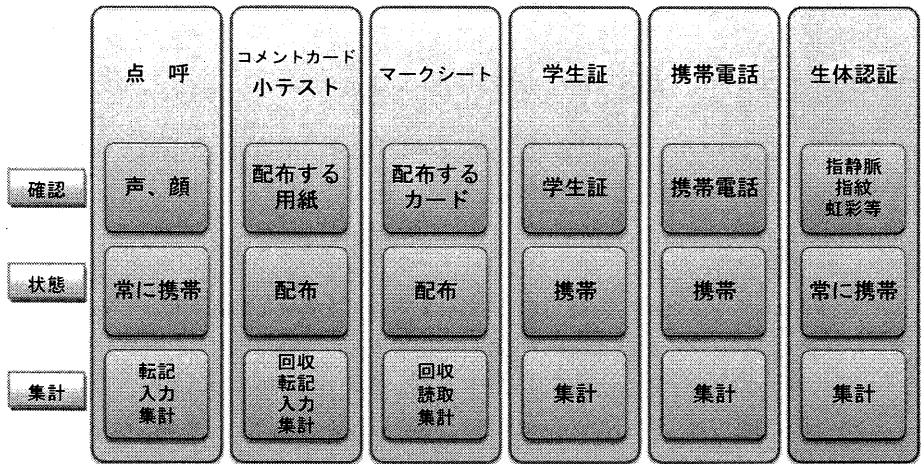 点 呼
コメントカード
小テスト
マークシート
学生証
携帯電話
生体認証
確認
声、顔
配布する
用紙
配布する
カード
学生証
携帯電話
指静脈
指紋
虹彩等
状態
常に携帯
配布
配布
携帯
携帯
常に携帯
集計
転記
入力
集計
回収
転記
入力
集計
回収
読取
集計
集計
集計
集計